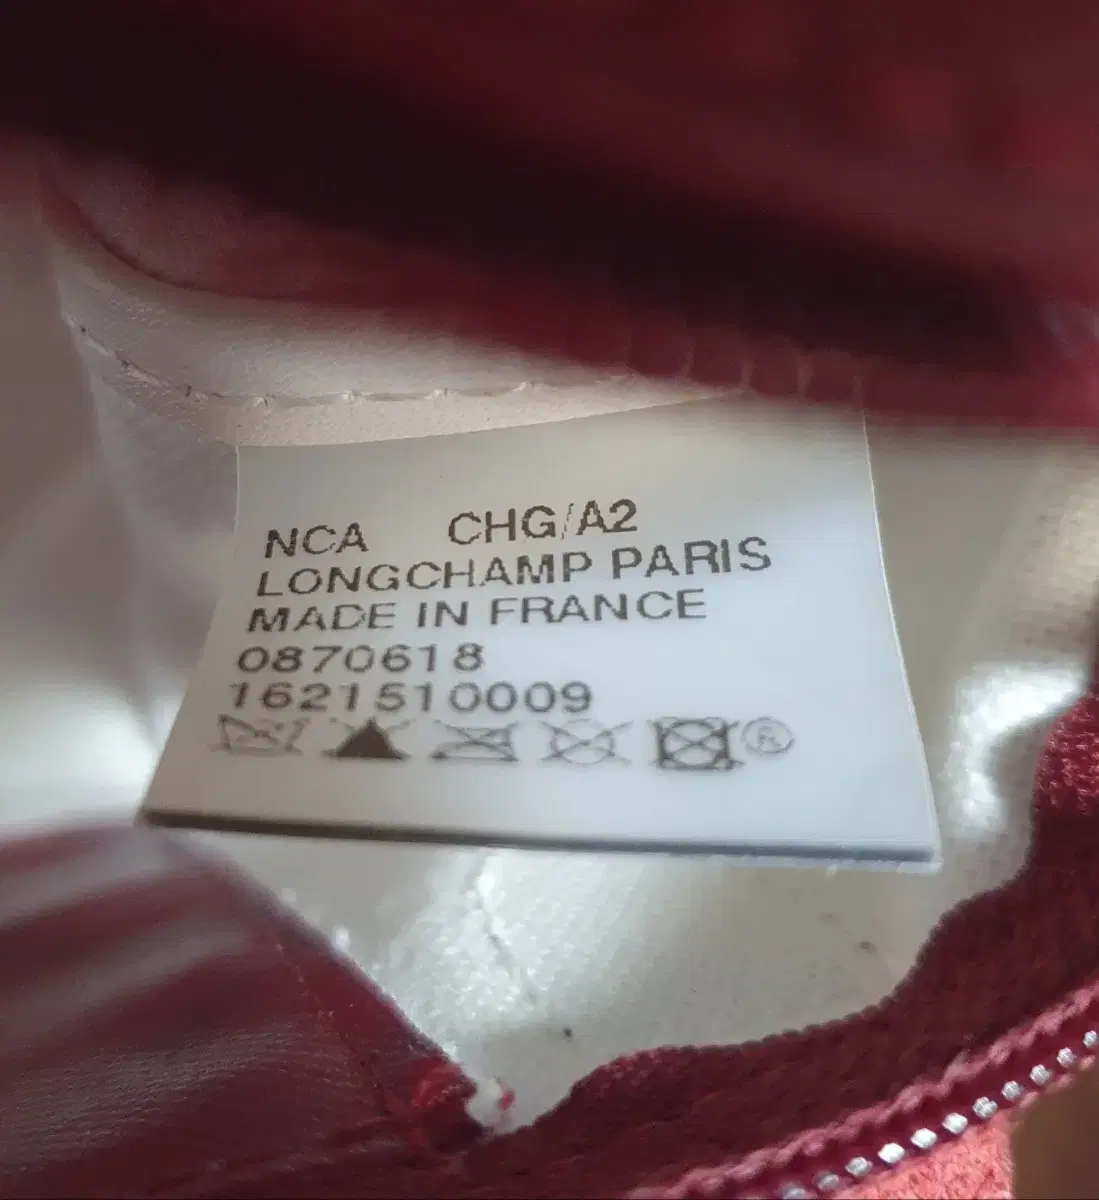 NCA CHG/A2
LONGCHAMP PARIS
MADE IN FRANCE
0870618
1621510009